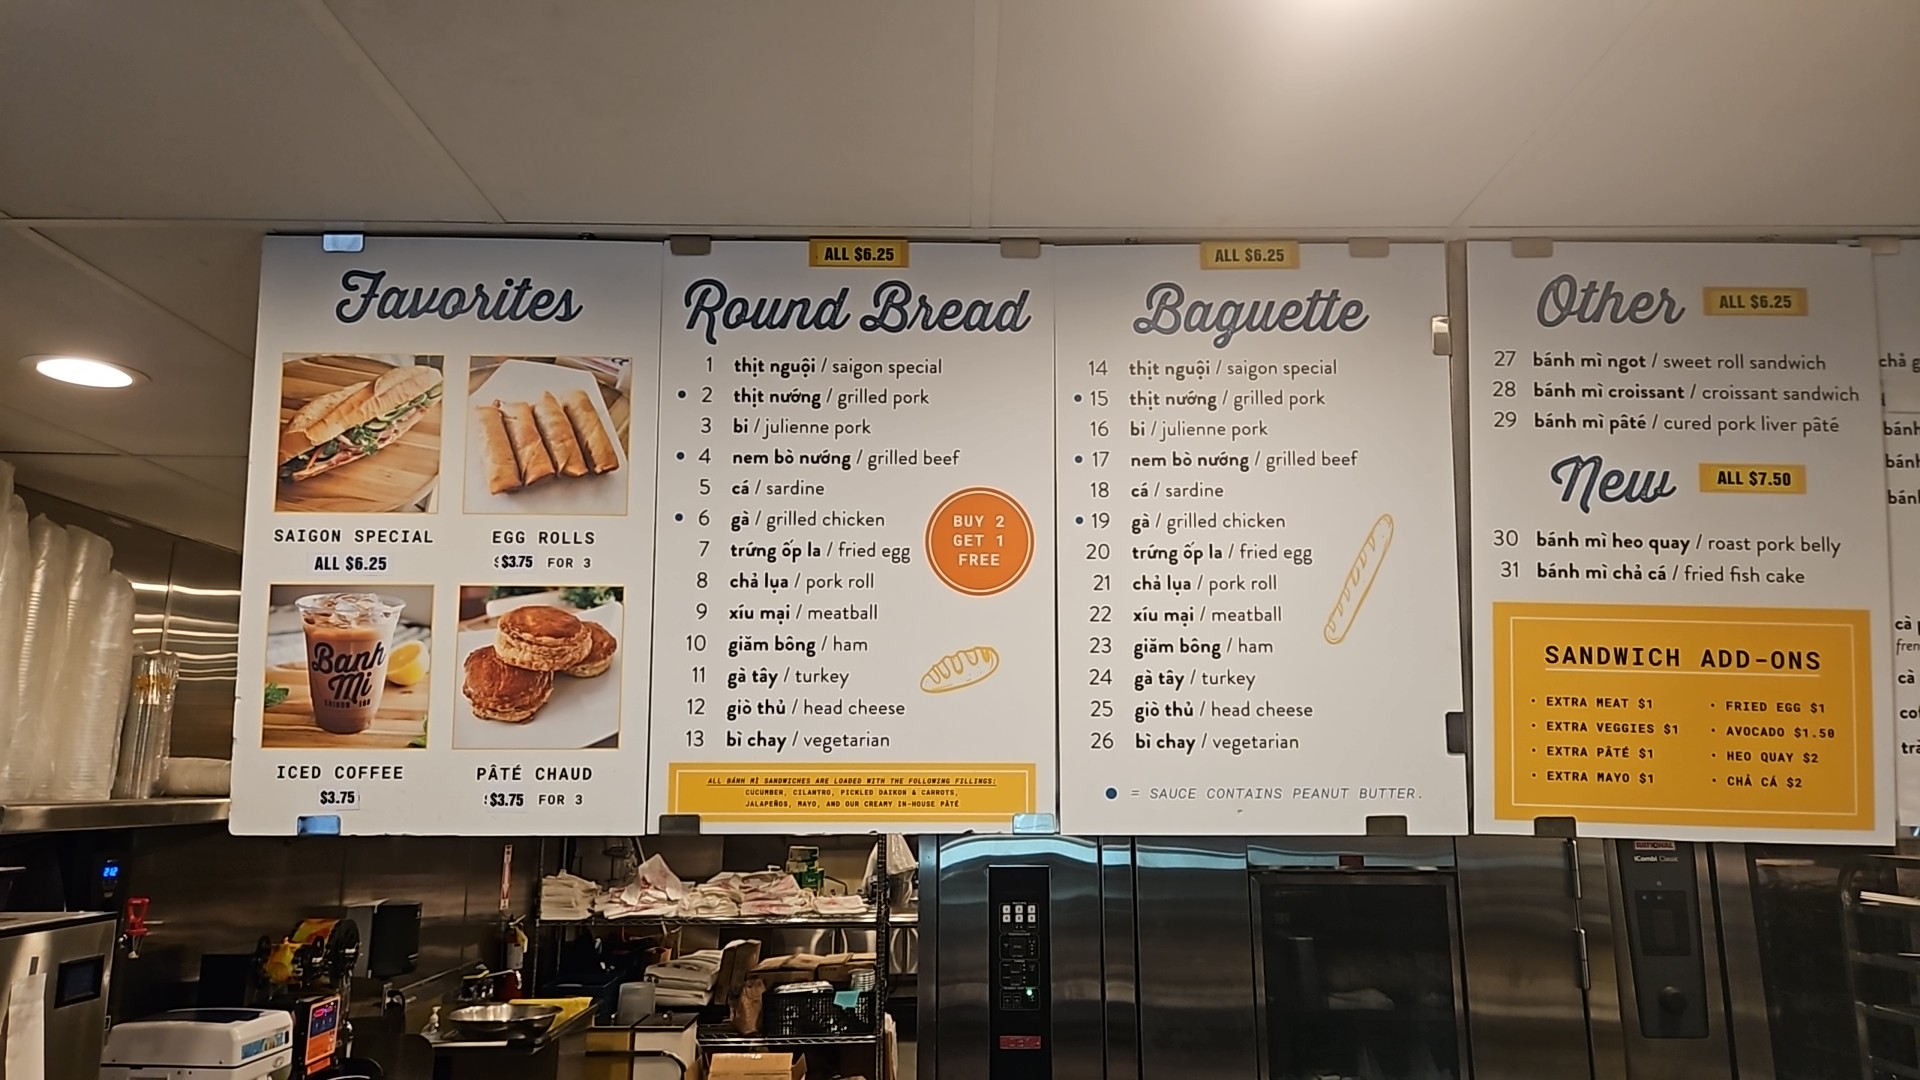 Favorites
SAIGON SPECIAL
ALL $6.25
EGG ROLLS
$3.75 FOR 3
Banh
Mi
ICED COFFEE
$3.75
PÂTÉ CHAUD
$3.75 FOR 3
ALL $6.25
Round Bread
1 thịt nguội / saigon special
• 2 thịt nướng / grilled pork
3 bì / julienne pork
• 4 nem bò nướng / grilled beef
5 cá / sardine
• 6 gà / grilled chicken
7 trứng ốp la / fried egg
8 chả lụa / pork roll
9 xíu mại / meatball
10 giăm bông / ham
11 gà tây / turkey
12 giò thủ / head cheese
13 bì chay / vegetarian
BUY 2
GET 1
FREE
ALL BÁNH MÌ SANDWICHES ARE LOADED WITH THE FOLLOWING FILLINGS:
CUCUMBER, CILANTRO, PICKLED DAIKON & CARROTS,
JALAPEÑOS, MAYO, AND OUR CREAMY IN-HOUSE PÂTÉ
ALL $6.25
Baguette
14 thịt nguội / saigon special
• 15 thịt nướng / grilled pork
16 bì / julienne pork
• 17 nem bò nướng / grilled beef
18 cá / sardine
• 19 gà / grilled chicken
20 trứng ốp la / fried egg
21 chả lụa / pork roll
22 xíu mại / meatball
23 giăm bông / ham
24 gà tây / turkey
25 giò thủ / head cheese
26 bì chay / vegetarian
• = SAUCE CONTAINS PEANUT BUTTER.
Other ALL $6.25
27 bánh mì ngot / sweet roll sandwich
28 bánh mì croissant / croissant sandwich
29 bánh mì pâté / cured pork liver pâté
New ALL $7.50
30 bánh mì heo quay / roast pork belly
31 bánh mì chả cá / fried fish cake
SANDWICH ADD-ONS
• EXTRA MEAT $1
• EXTRA VEGGIES $1
• EXTRA PÂTÉ $1
• EXTRA MAYO $1
• FRIED EGG $1
• AVOCADO $1.50
• HEO QUAY $2
• CHẢ CÁ $2
RATIONAL
iCombi Classic